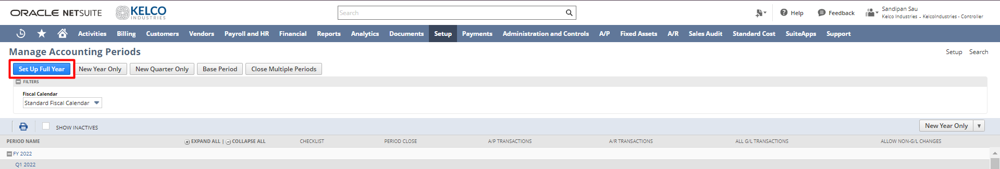 ORACLE NETSUITE KELCO INDUSTRIES Search Help Feedback Sandipan Sau
Kelco Industries - KelcoIndustries - Controller
Activities Billing Customers Vendors Payroll and HR Financial Reports Analytics Documents Setup Payments Administration and Controls A/P Fixed Assets A/R Sales Audit Standard Cost SuiteApps Support
Manage Accounting Periods Setup Search
Set Up Full Year New Year Only New Quarter Only Base Period Close Multiple Periods
FILTERS
Fiscal Calendar
Standard Fiscal Calendar
SHOW INACTIVES New Year Only
PERIOD NAME EXPAND ALL | COLLAPSE ALL CHECKLIST PERIOD CLOSE A/P TRANSACTIONS A/R TRANSACTIONS ALL G/L TRANSACTIONS ALLOW NON-G/L CHANGES
FY 2022
Q1 2022